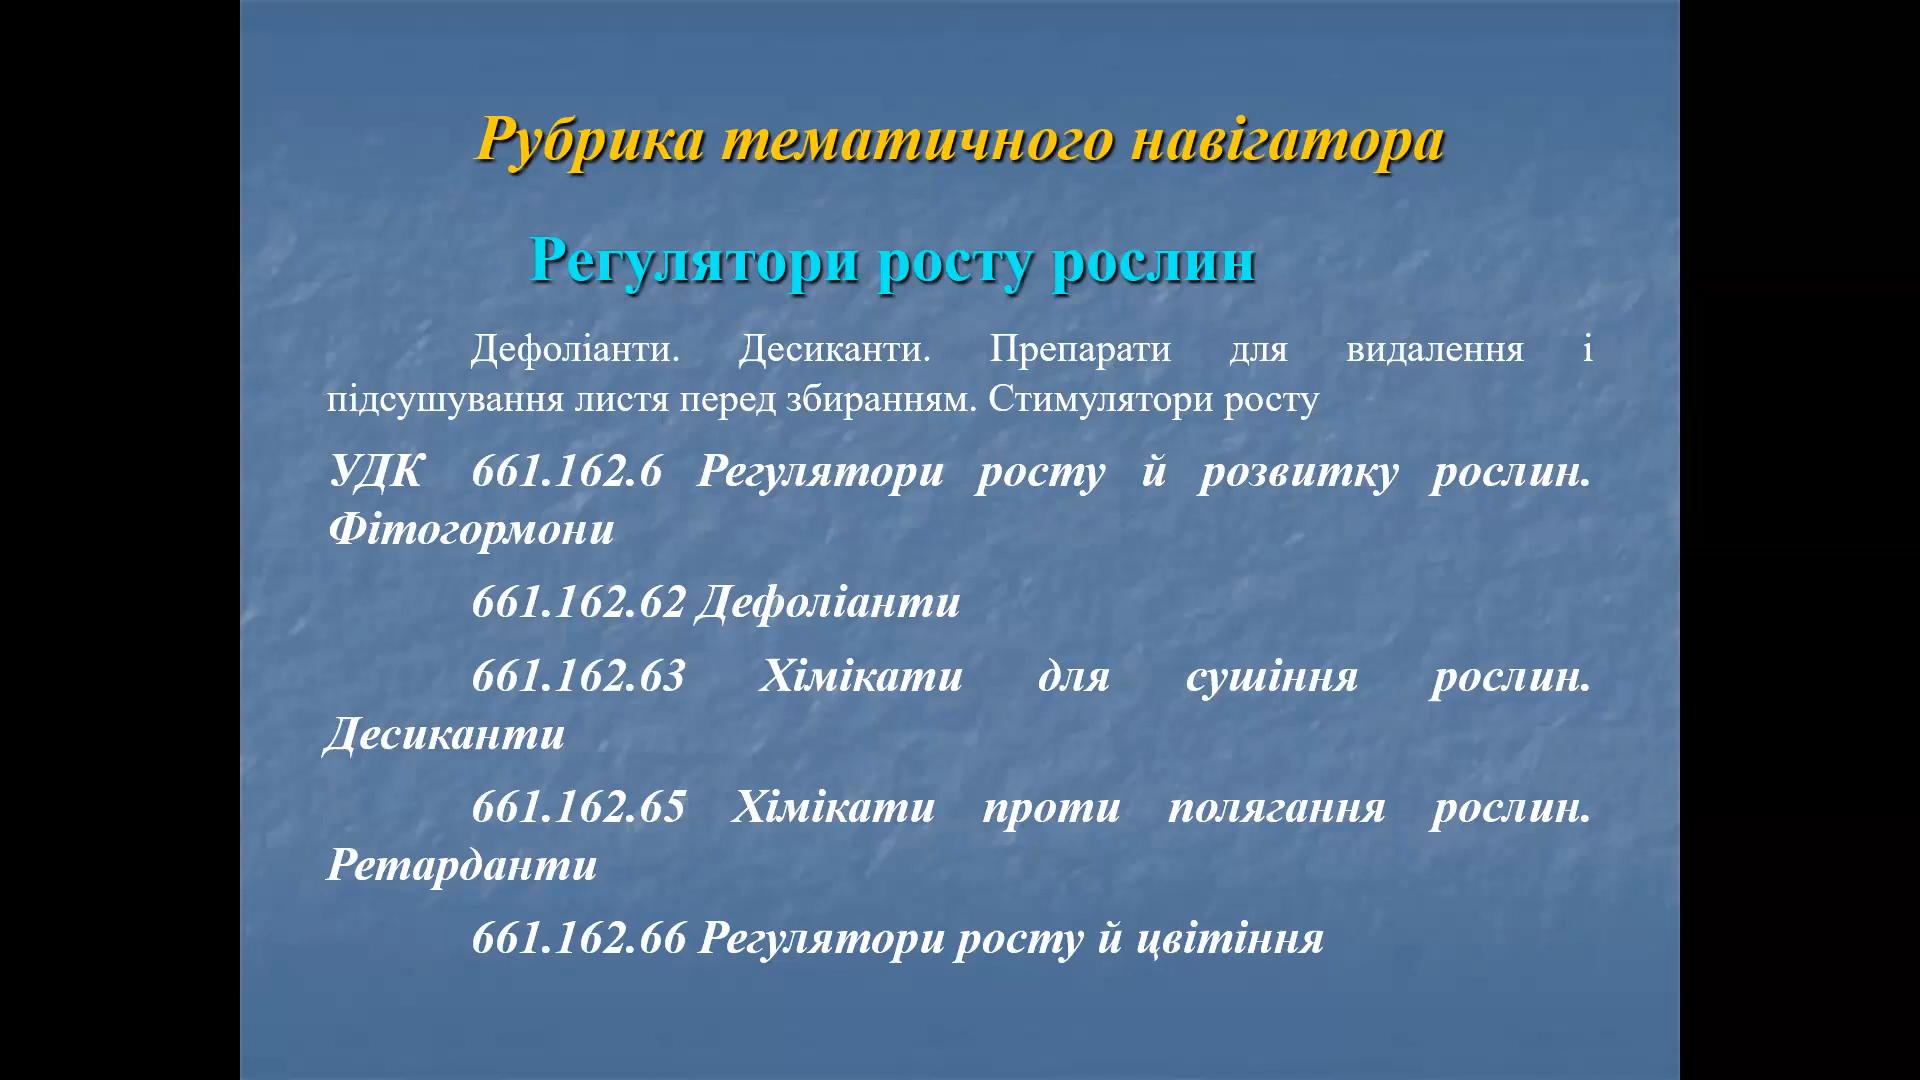 Рубрика тематичного навігатора
Регулятори росту рослин
Дефоліанти. Десиканти. Препарати для видалення і
підсушування листя перед збиранням. Стимулятори росту
УДК 661.162.6 Регулятори росту й розвитку рослин.
Фітогормони
661.162.62 Дефоліанти
661.162.63 Хімікати для сушіння рослин.
Десиканти
661.162.65 Хімікати проти полягання рослин.
Ретарданти
661.162.66 Регулятори росту й цвітіння